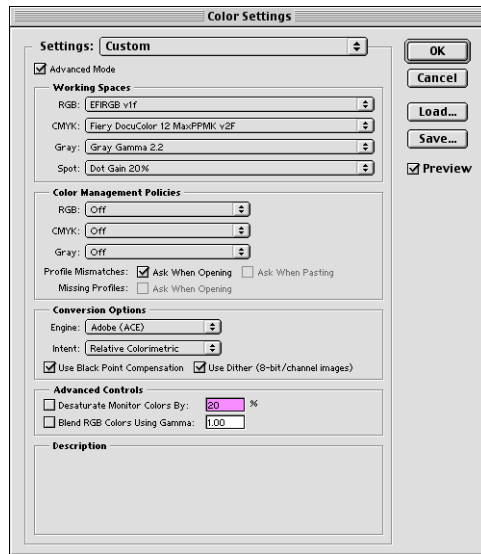 Color Settings
Settings: Custom
OK
Cancel
Load...
Save...
Preview
Advanced Mode
Working Spaces
RGB: EFIRGB v1f
CMYK: Fiery DocuColor 12 MaxPPMK v2F
Gray: Gray Gamma 2.2
Spot: Dot Gain 20%
Color Management Policies
RGB: Off
CMYK: Off
Gray: Off
Profile Mismatches: Ask When Opening Ask When Pasting
Missing Profiles: Ask When Opening
Conversion Options
Engine: Adobe (ACE)
Intent: Relative Colorimetric
Use Black Point Compensation Use Dither (8-bit/channel images)
Advanced Controls
Desaturate Monitor Colors By: 20 %
Blend RGB Colors Using Gamma: 1.00
Description